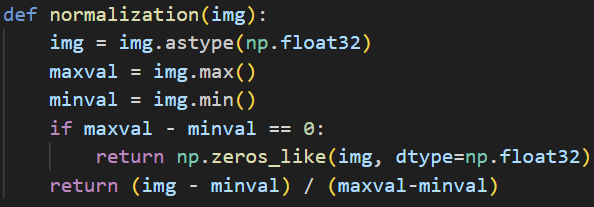 def normalization(img):
    img = img.astype(np.float32)
    maxval = img.max()
    minval = img.min()
    if maxval - minval == 0:
        return np.zeros_like(img, dtype=np.float32)
    return (img - minval) / (maxval-minval)